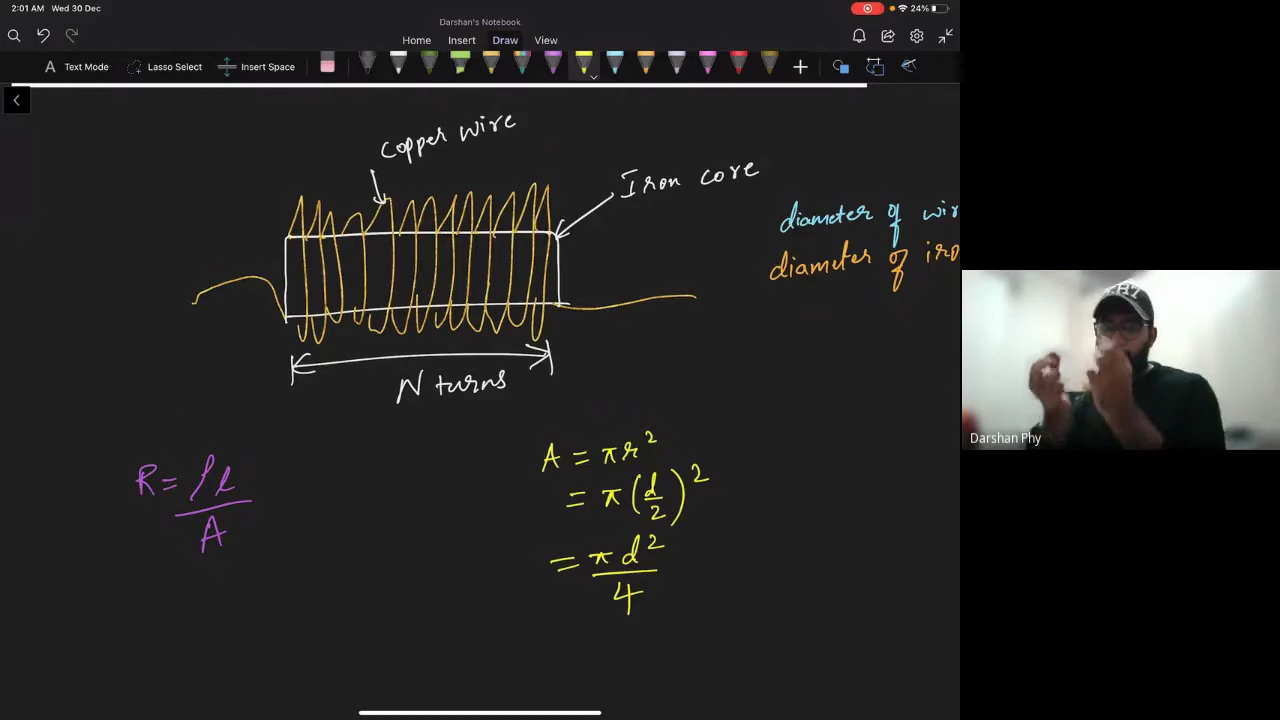 2:01 AM Wed 30 Dec
24%
Darshan's Notebook
Home Insert Draw View
Text Mode Lasso Select Insert Space
Copper wire
Iron core
diameter of wir
diameter of iro
N turns
R = ρl
A
A = πr²
= π(d/2)²
= πd²
4
Darshan Phy